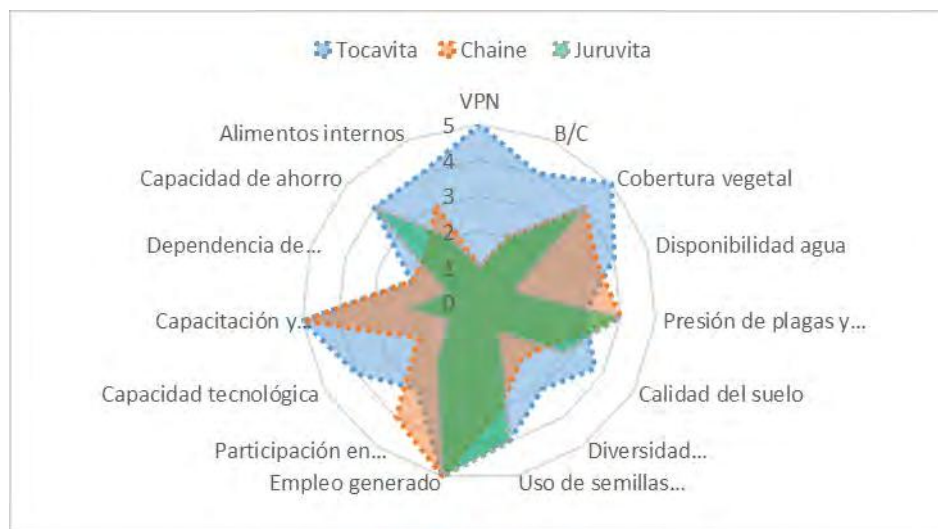 Tocavita Chaine Juruvita
VPN
Alimentos internos
B/C
Capacidad de ahorro
Cobertura vegetal
Dependencia de...
Disponibilidad agua
Capacitación y...
Presión de plagas y...
Capacidad tecnológica
Calidad del suelo
Participación en...
Diversidad...
Empleo generado
Uso de semillas...
5
4
3
2
1
0